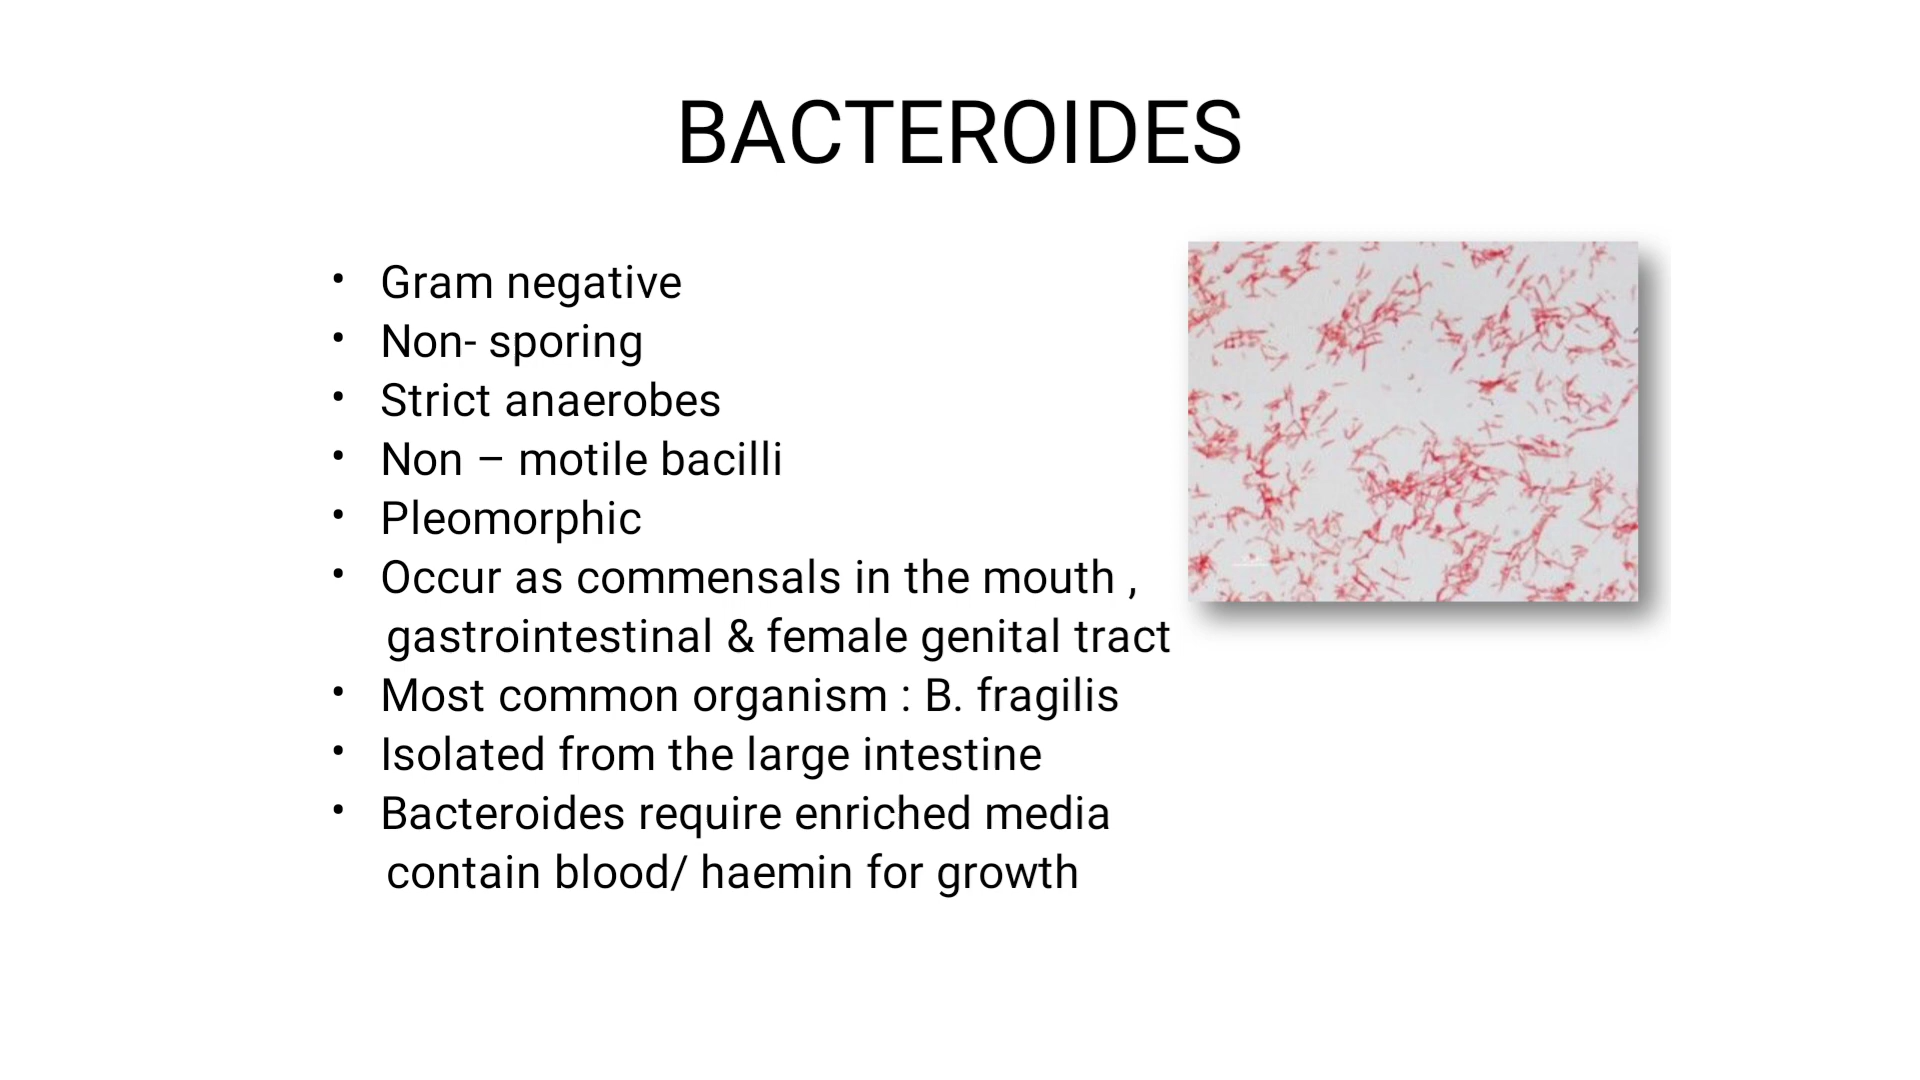 BACTEROIDES
• Gram negative
• Non- sporing
• Strict anaerobes
• Non – motile bacilli
• Pleomorphic
• Occur as commensals in the mouth ,
gastrointestinal & female genital tract
• Most common organism : B. fragilis
• Isolated from the large intestine
• Bacteroides require enriched media
contain blood/ haemin for growth